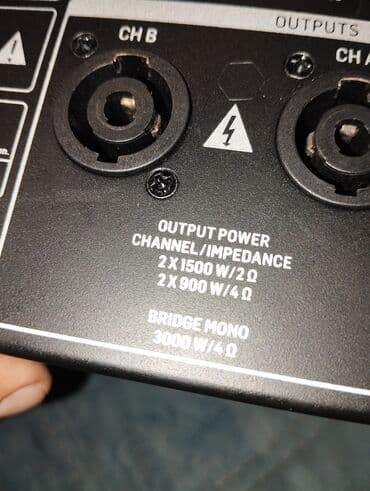 OUTPUTS
CH B
CH A
OUTPUT POWER
CHANNEL/IMPEDANCE
2 X 1500 W/2 Ω
2 X 900 W/4 Ω
BRIDGE MONO
3000 W/4 Ω